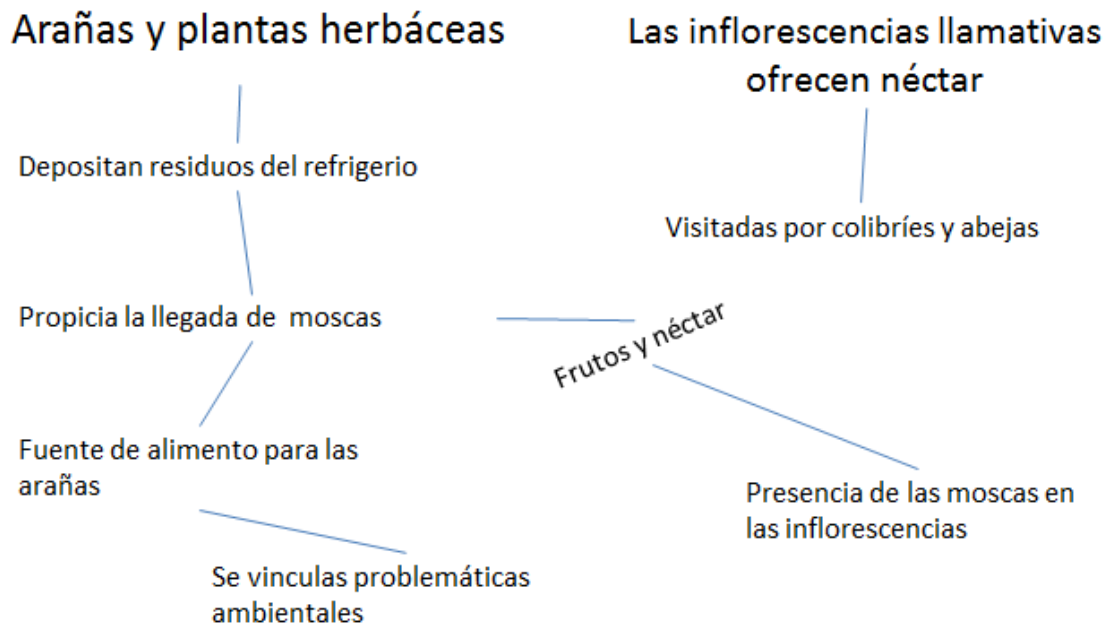 Arañas y plantas herbáceas
Las inflorescencias llamativas
ofrecen néctar
Depositan residuos del refrigerio
Visitadas por colibríes y abejas
Propicia la llegada de moscas
Frutos y néctar
Fuente de alimento para las
arañas
Presencia de las moscas en
las inflorescencias
Se vinculas problemáticas
ambientales